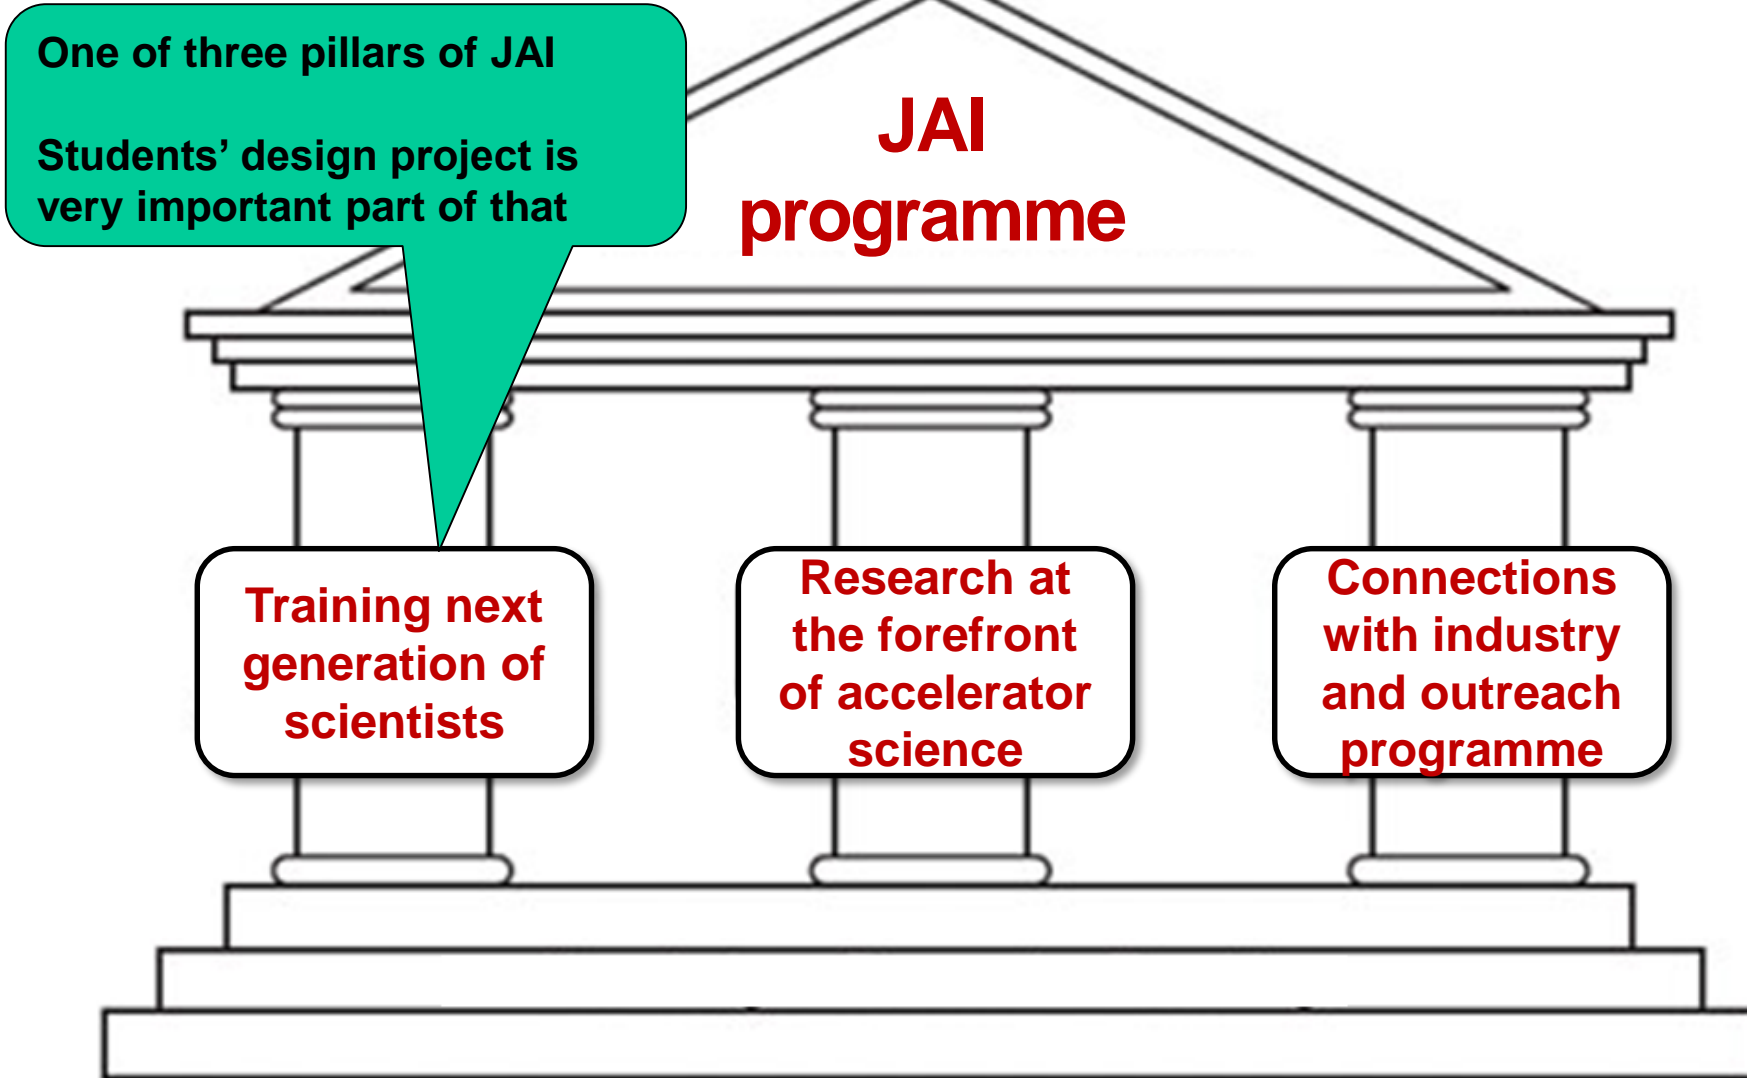 One of three pillars of JAI
Students’ design project is
very important part of that
JAI
programme
Training next
generation of
scientists
Research at
the forefront
of accelerator
science
Connections
with industry
and outreach
programme